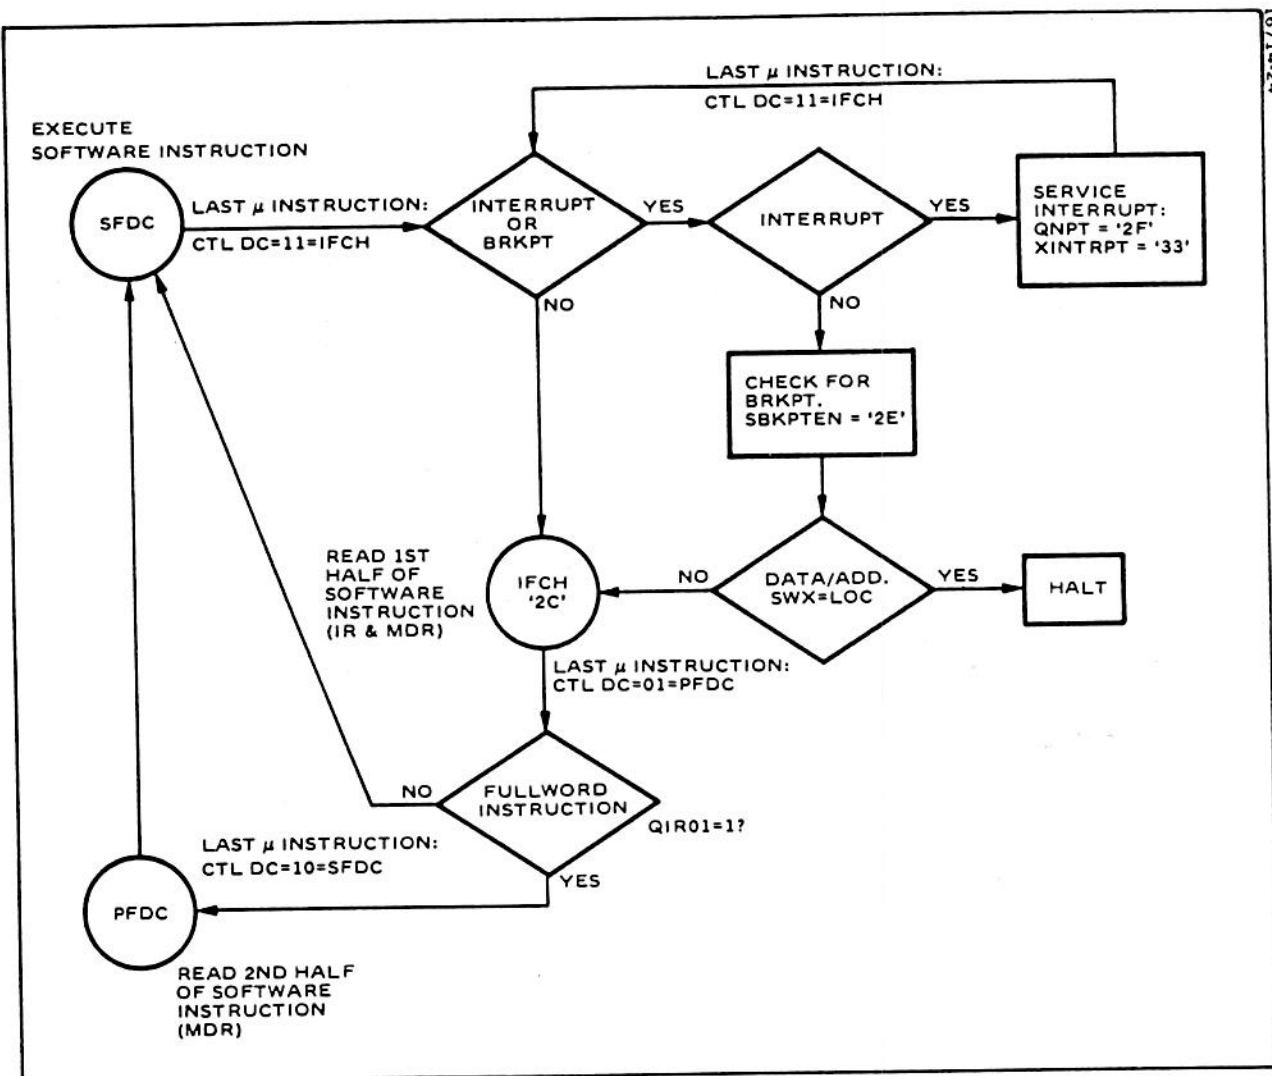 LAST μ INSTRUCTION:
CTL DC=11=IFCH
EXECUTE
SOFTWARE INSTRUCTION
SFDC
LAST μ INSTRUCTION:
CTL DC=11=IFCH
INTERRUPT
OR
BRKPT
YES
INTERRUPT
YES
SERVICE
INTERRUPT:
QNPT = '2F'
XINTRPT = '33'
NO
NO
CHECK FOR
BRKPT.
SBKPTEN = '2E'
READ 1ST
HALF OF
SOFTWARE
INSTRUCTION
(IR & MDR)
IFCH
'2C'
NO
DATA/ADD.
SWX=LOC
YES
HALT
LAST μ INSTRUCTION:
CTL DC=01=PFDC
NO
FULLWORD
INSTRUCTION
QIR01=1?
YES
LAST μ INSTRUCTION:
CTL DC=10=SFDC
PFDC
READ 2ND HALF
OF SOFTWARE
INSTRUCTION
(MDR)